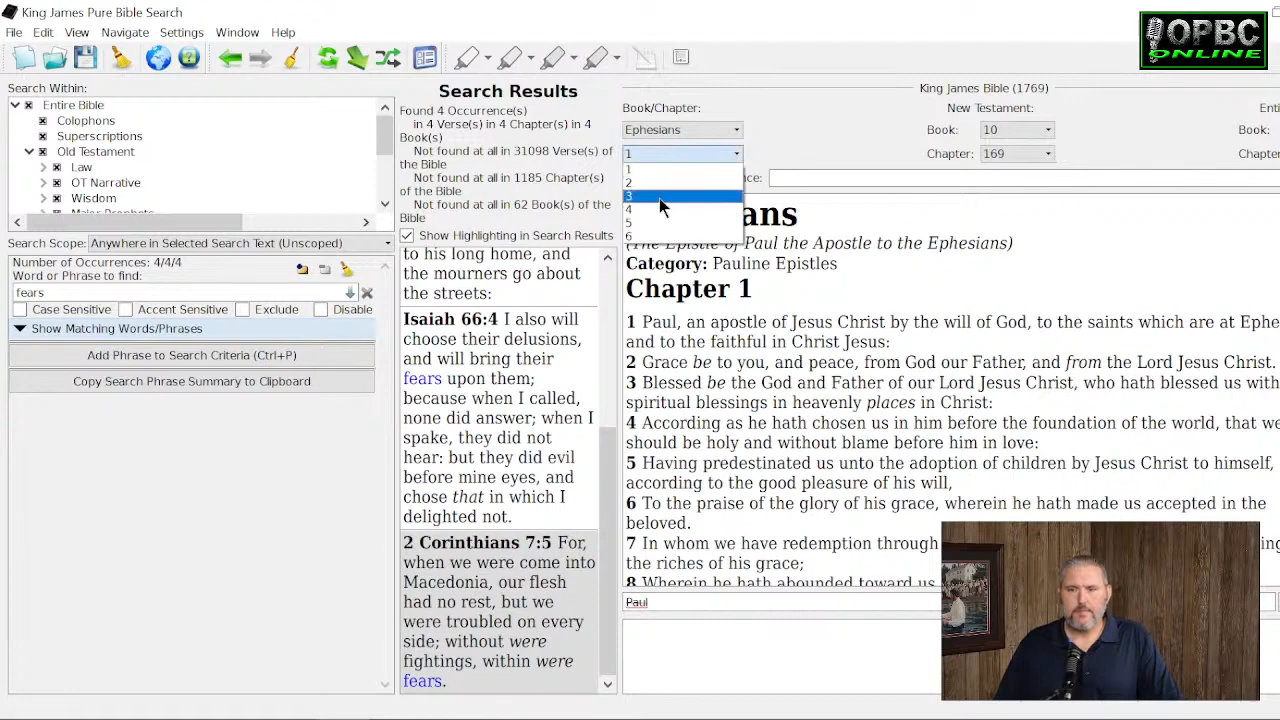 King James Pure Bible Search
OPBC
ONLINE
File Edit View Navigate Settings Window Help
Search Within:
Entire Bible
Colophons
Superscriptions
Old Testament
Law
OT Narrative
Wisdom
Major Prophets
Search Scope: Anywhere in Selected Search Text (Unscoped)
Number of Occurrences: 4/4/4
Word or Phrase to find:
fears
Case Sensitive Accent Sensitive Exclude Disable
Show Matching Words/Phrases
Add Phrase to Search Criteria (Ctrl+P)
Copy Search Phrase Summary to Clipboard
Search Results
Found 4 Occurrence(s)
in 4 Verse(s) in 4 Chapter(s) in 4
Book(s)
Not found at all in 31098 Verse(s) of
the Bible
Not found at all in 1185 Chapter(s)
of the Bible
Not found at all in 62 Book(s) of the
Bible
Show Highlighting in Search Results
to his long home, and
the mourners go about
the streets:
Isaiah 66:4 I also will
choose their delusions,
and will bring their
fears upon them;
because when I called,
none did answer; when I
spake, they did not
hear: but they did evil
before mine eyes, and
chose that in which I
delighted not.
2 Corinthians 7:5 For,
when we were come into
Macedonia, our flesh
had no rest, but we
were troubled on every
side; without were
fightings, within were
fears.
King James Bible (1769)
Book/Chapter: New Testament: Enti
Ephesians Book: 10 Book:
1 Chapter: 169 Chapte
1
2
3
4
5
6
nce:
ans
(The Epistle of Paul the Apostle to the Ephesians)
Category: Pauline Epistles
Chapter 1
1 Paul, an apostle of Jesus Christ by the will of God, to the saints which are at Ephe
and to the faithful in Christ Jesus:
2 Grace be to you, and peace, from God our Father, and from the Lord Jesus Christ.
3 Blessed be the God and Father of our Lord Jesus Christ, who hath blessed us with
spiritual blessings in heavenly places in Christ:
4 According as he hath chosen us in him before the foundation of the world, that we
should be holy and without blame before him in love:
5 Having predestinated us unto the adoption of children by Jesus Christ to himself,
according to the good pleasure of his will,
6 To the praise of the glory of his grace, wherein he hath made us accepted in the
beloved.
7 In whom we have redemption through ing
the riches of his grace;
8 Wherein he hath abounded toward us
Paul